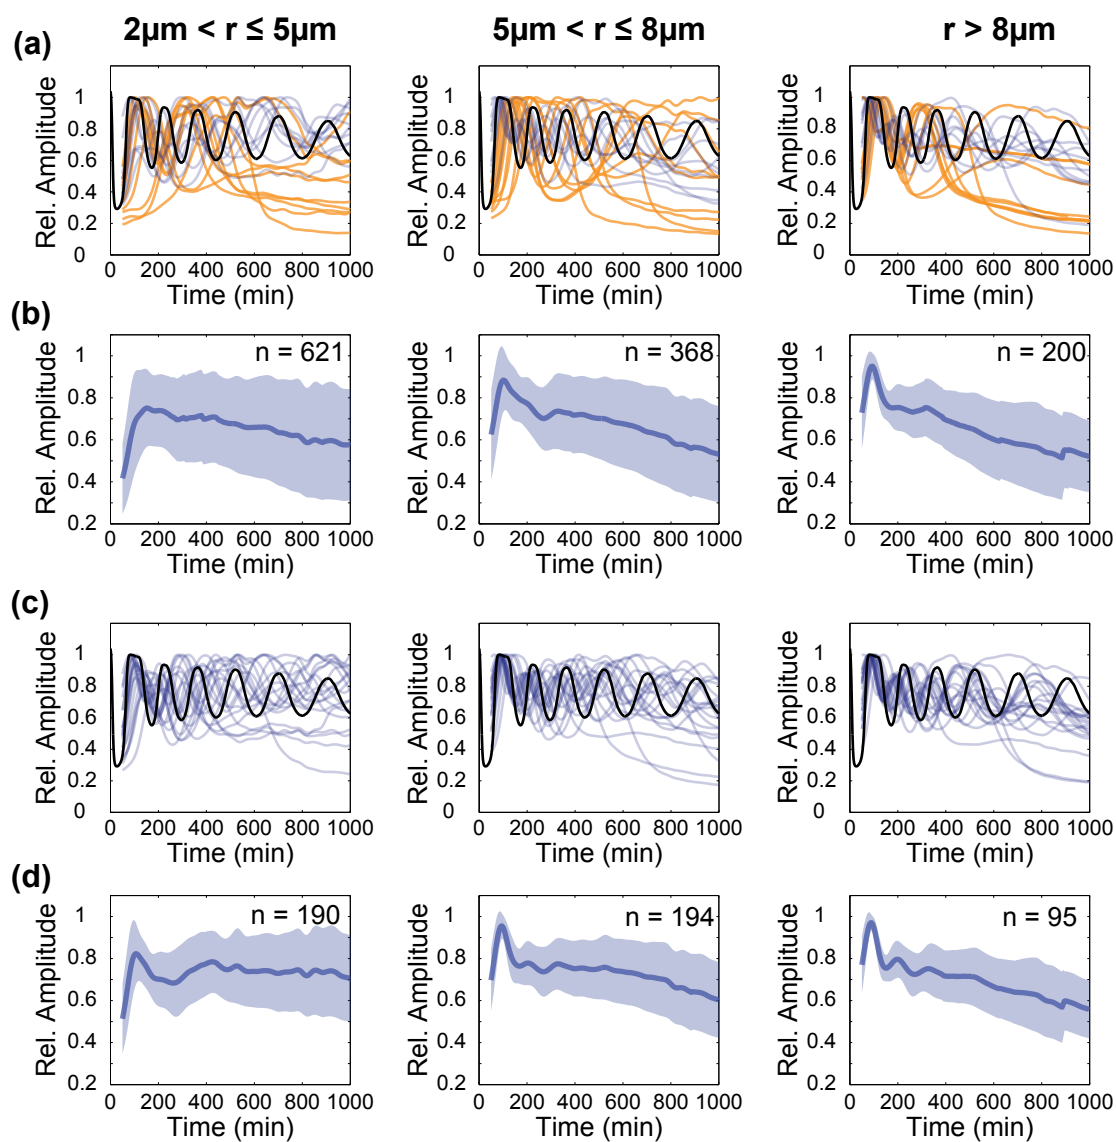 2μm < r ≤ 5μm 5μm < r ≤ 8μm r > 8μm
(a)
Rel. Amplitude Rel. Amplitude Rel. Amplitude
1 1 1
0.8 0.8 0.8
0.6 0.6 0.6
0.4 0.4 0.4
0.2 0.2 0.2
0 0 0
0 200 400 600 800 1000 0 200 400 600 800 1000 0 200 400 600 800 1000
Time (min) Time (min) Time (min)
(b)
n = 621 n = 368 n = 200
Rel. Amplitude Rel. Amplitude Rel. Amplitude
1 1 1
0.8 0.8 0.8
0.6 0.6 0.6
0.4 0.4 0.4
0.2 0.2 0.2
0 200 400 600 800 1000 0 200 400 600 800 1000 0 200 400 600 800 1000
Time (min) Time (min) Time (min)
(c)
Rel. Amplitude Rel. Amplitude Rel. Amplitude
1 1 1
0.8 0.8 0.8
0.6 0.6 0.6
0.4 0.4 0.4
0.2 0.2 0.2
0 0 0
0 200 400 600 800 1000 0 200 400 600 800 1000 0 200 400 600 800 1000
Time (min) Time (min) Time (min)
(d)
n = 190 n = 194 n = 95
Rel. Amplitude Rel. Amplitude Rel. Amplitude
1 1 1
0.8 0.8 0.8
0.6 0.6 0.6
0.4 0.4 0.4
0.2 0.2 0.2
0 200 400 600 800 1000 0 200 400 600 800 1000 0 200 400 600 800 1000
Time (min) Time (min) Time (min)